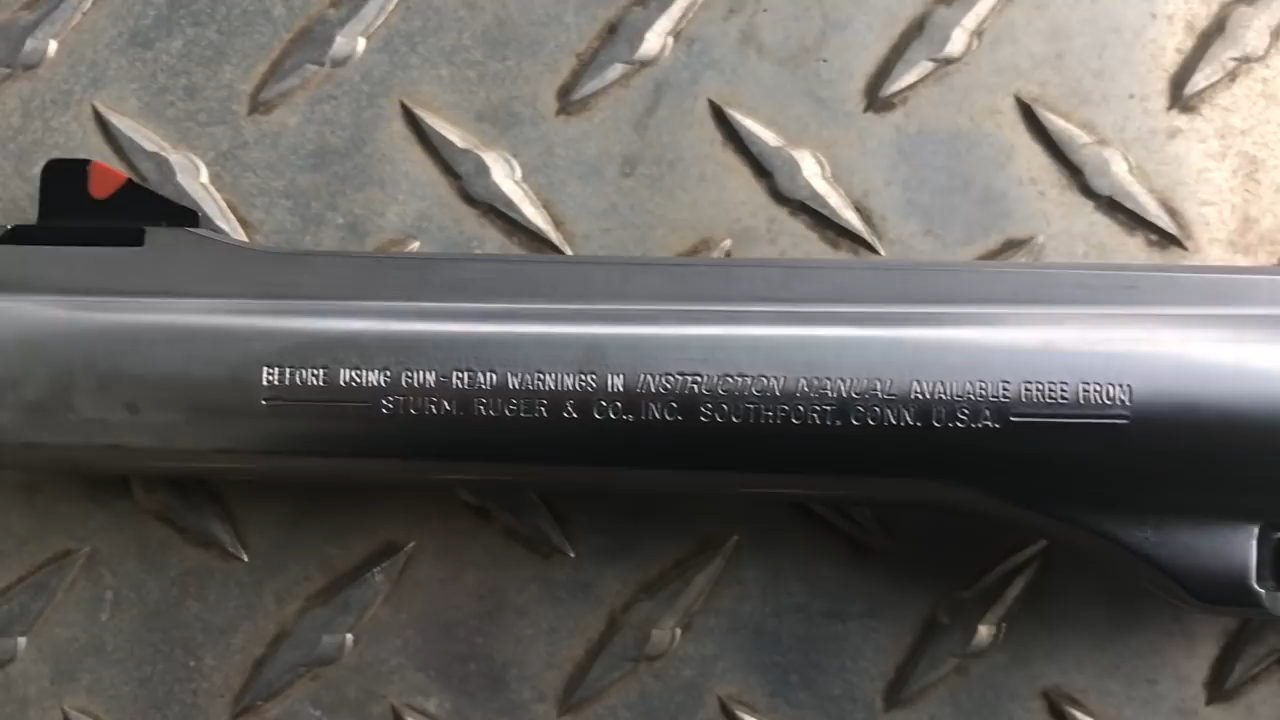 BEFORE USING GUN-READ WARNINGS IN INSTRUCTION MANUAL AVAILABLE FREE FROM
STURM, RUGER & CO., INC. SOUTHPORT, CONN. U.S.A.